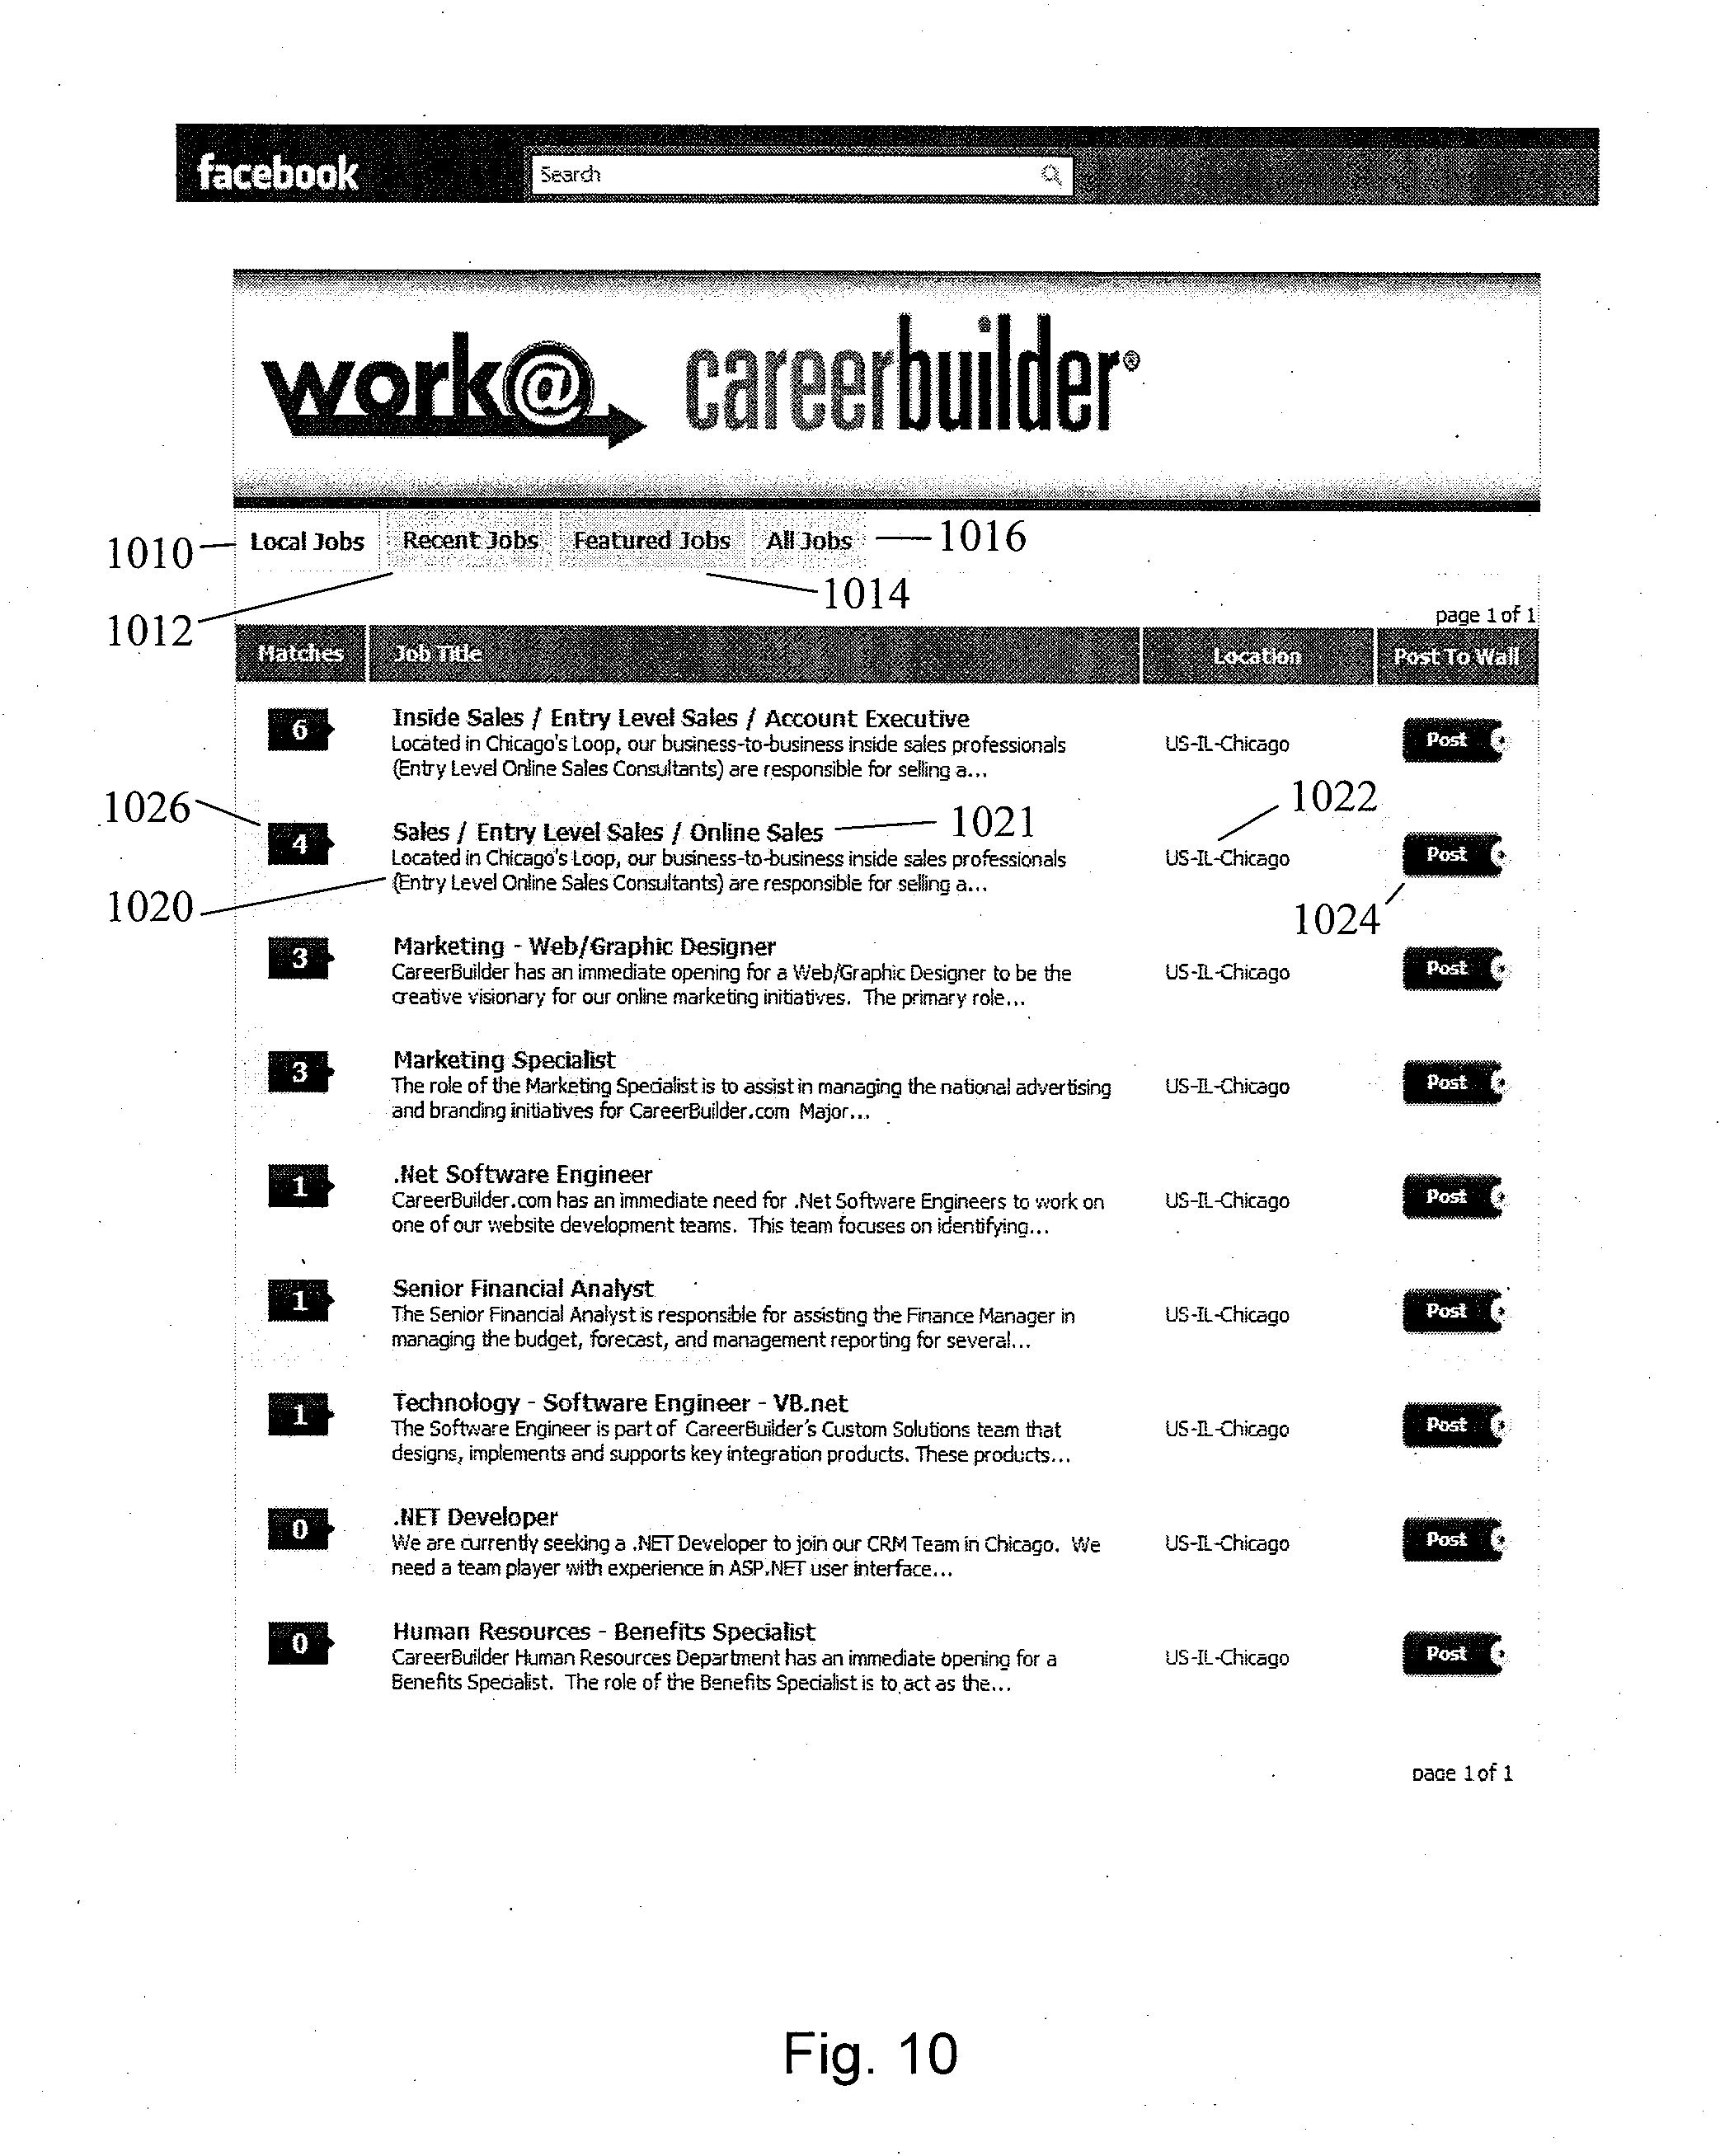 facebook
Search
work@ careerbuilder®
1010 Local Jobs Recent Jobs Featured Jobs All Jobs 1016
1014
1012
page 1 of 1
Matches Job Title Location Post To Wall
6 Inside Sales / Entry Level Sales / Account Executive
Located in Chicago's Loop, our business-to-business inside sales professionals US-IL-Chicago Post
(Entry Level Online Sales Consultants) are responsible for selling a...
1026 1022
4 Sales / Entry Level Sales / Online Sales 1021
Located in Chicago's Loop, our business-to-business inside sales professionals US-IL-Chicago Post
(Entry Level Online Sales Consultants) are responsible for selling a...
1020 1024
3 Marketing - Web/Graphic Designer
CareerBuilder has an immediate opening for a Web/Graphic Designer to be the US-IL-Chicago Post
creative visionary for our online marketing initiatives. The primary role...
3 Marketing Specialist
The role of the Marketing Specialist is to assist in managing the national advertising US-IL-Chicago Post
and branding initiatives for CareerBuilder.com Major...
1 .Net Software Engineer
CareerBuilder.com has an immediate need for .Net Software Engineers to work on US-IL-Chicago Post
one of our website development teams. This team focuses on identifying...
1 Senior Financial Analyst
The Senior Financial Analyst is responsible for assisting the Finance Manager in US-IL-Chicago Post
managing the budget, forecast, and management reporting for several...
1 Technology - Software Engineer - VB.net
The Software Engineer is part of CareerBuilder's Custom Solutions team that US-IL-Chicago Post
designs, implements and supports key integration products. These products...
0 .NET Developer
We are currently seeking a .NET Developer to join our CRM Team in Chicago. We US-IL-Chicago Post
need a team player with experience in ASP.NET user interface...
0 Human Resources - Benefits Specialist
CareerBuilder Human Resources Department has an immediate opening for a US-IL-Chicago Post
Benefits Specialist. The role of the Benefits Specialist is to act as the...
page 1 of 1
Fig. 10